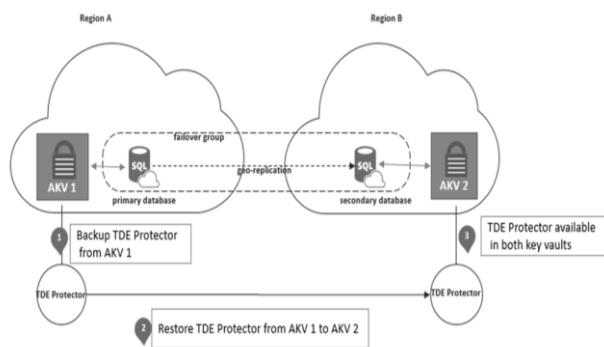 Region A
Region B
failover group
AKV 1
SQL
geo-replication
SQL
AKV 2
primary database
secondary database
1
Backup TDE Protector
from AKV 1
3
TDE Protector available
in both key vaults
TDE Protector
TDE Protector
2
Restore TDE Protector from AKV 1 to AKV 2